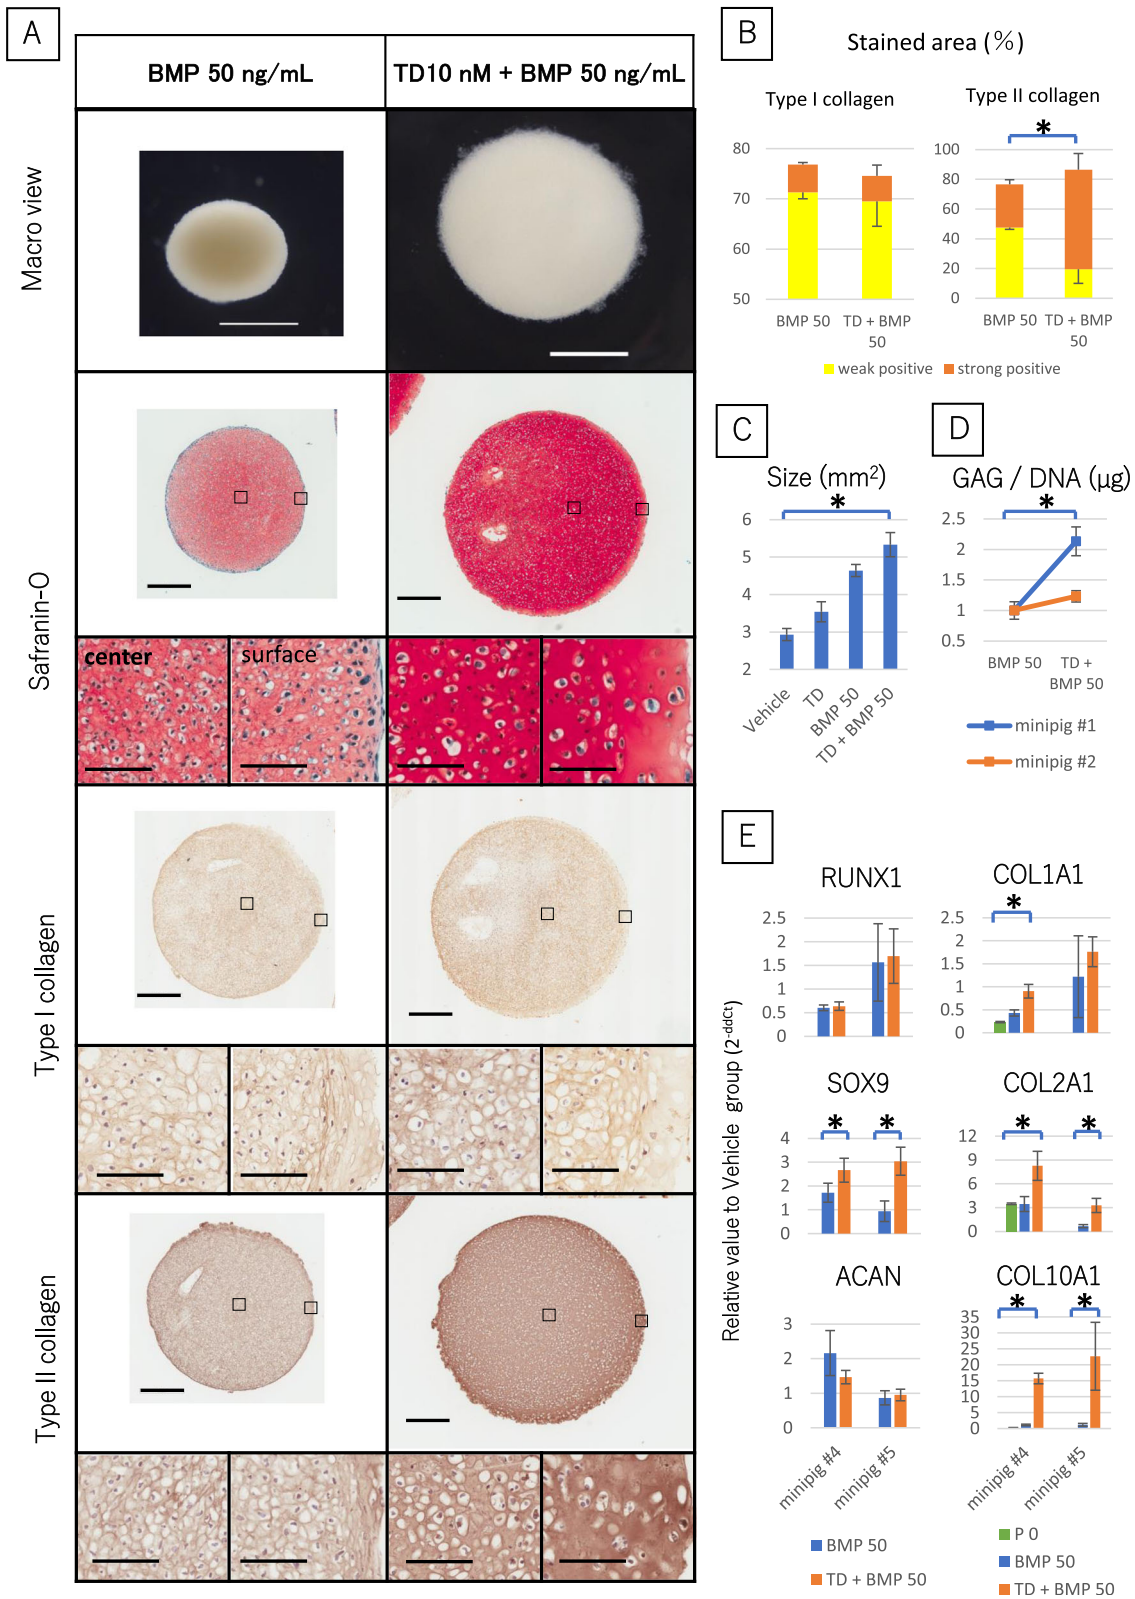 A
BMP 50 ng/mL
TD10 nM + BMP 50 ng/mL
Macro view
Safranin-O
center
surface
Type I collagen
Type II collagen
B
Stained area (%)
Type I collagen
80
70
60
50
BMP 50
TD + BMP
50
Type II collagen
*
100
80
60
40
20
0
BMP 50
TD + BMP
50
weak positive
strong positive
C
Size (mm²)
*
6
5
4
3
2
Vehicle
TD
BMP 50
TD + BMP 50
D
GAG / DNA (µg)
*
2.5
2
1.5
1
0.5
BMP 50
TD +
BMP 50
minipig #1
minipig #2
E
Relative value to Vehicle group (2^-ddCt)
RUNX1
2.5
2
1.5
1
0.5
0
COL1A1
*
2.5
2
1.5
1
0.5
0
SOX9
* *
4
3
2
1
0
COL2A1
* *
12
9
6
3
0
ACAN
3
2
1
0
minipig #4
minipig #5
COL10A1
* *
35
30
25
20
15
10
5
0
minipig #4
minipig #5
BMP 50
TD + BMP 50
P 0
BMP 50
TD + BMP 50